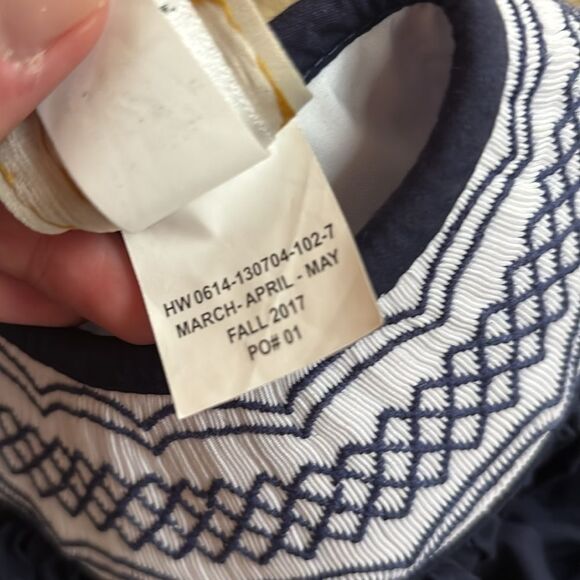 HW 0614-130704-102-7
MARCH- APRIL - MAY
FALL 2017
PO# 01